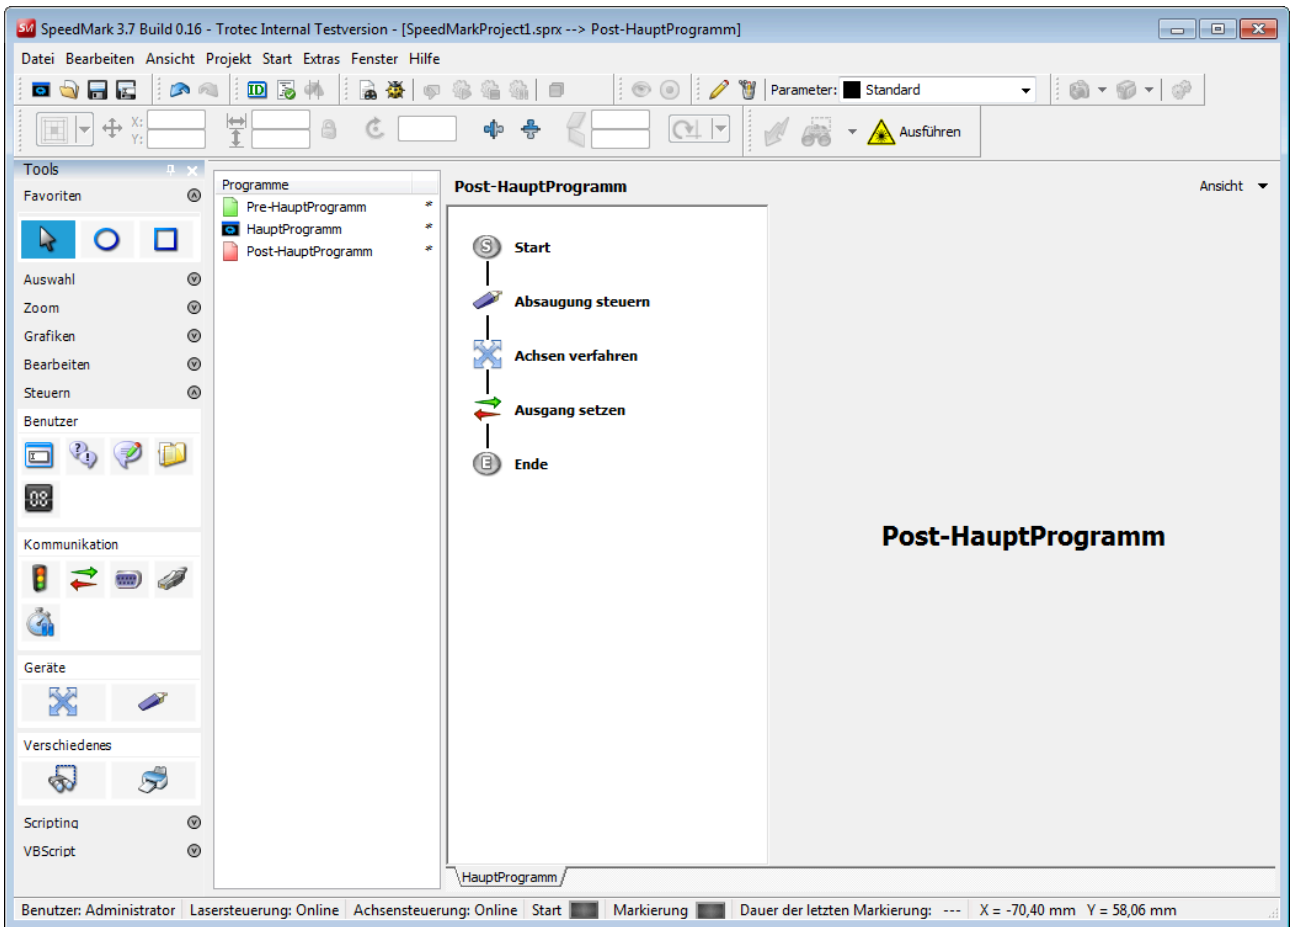 SpeedMark 3.7 Build 0.16 - Trotec Internal Testversion - [SpeedMarkProject1.sprx --> Post-HauptProgramm]
Datei Bearbeiten Ansicht Projekt Start Extras Fenster Hilfe
ID Parameter: Standard
X:
Y:
Ausführen
Tools
Favoriten
Auswahl
Zoom
Grafiken
Bearbeiten
Steuern
Benutzer
08
Kommunikation
Geräte
Verschiedenes
Scripting
VBScript
Programme
Pre-HauptProgramm *
HauptProgramm *
Post-HauptProgramm *
Post-HauptProgramm
Ansicht
S Start
Absaugung steuern
Achsen verfahren
Ausgang setzen
E Ende
Post-HauptProgramm
HauptProgramm
Benutzer: Administrator Lasersteuerung: Online Achsensteuerung: Online Start Markierung Dauer der letzten Markierung: --- X = -70,40 mm Y = 58,06 mm